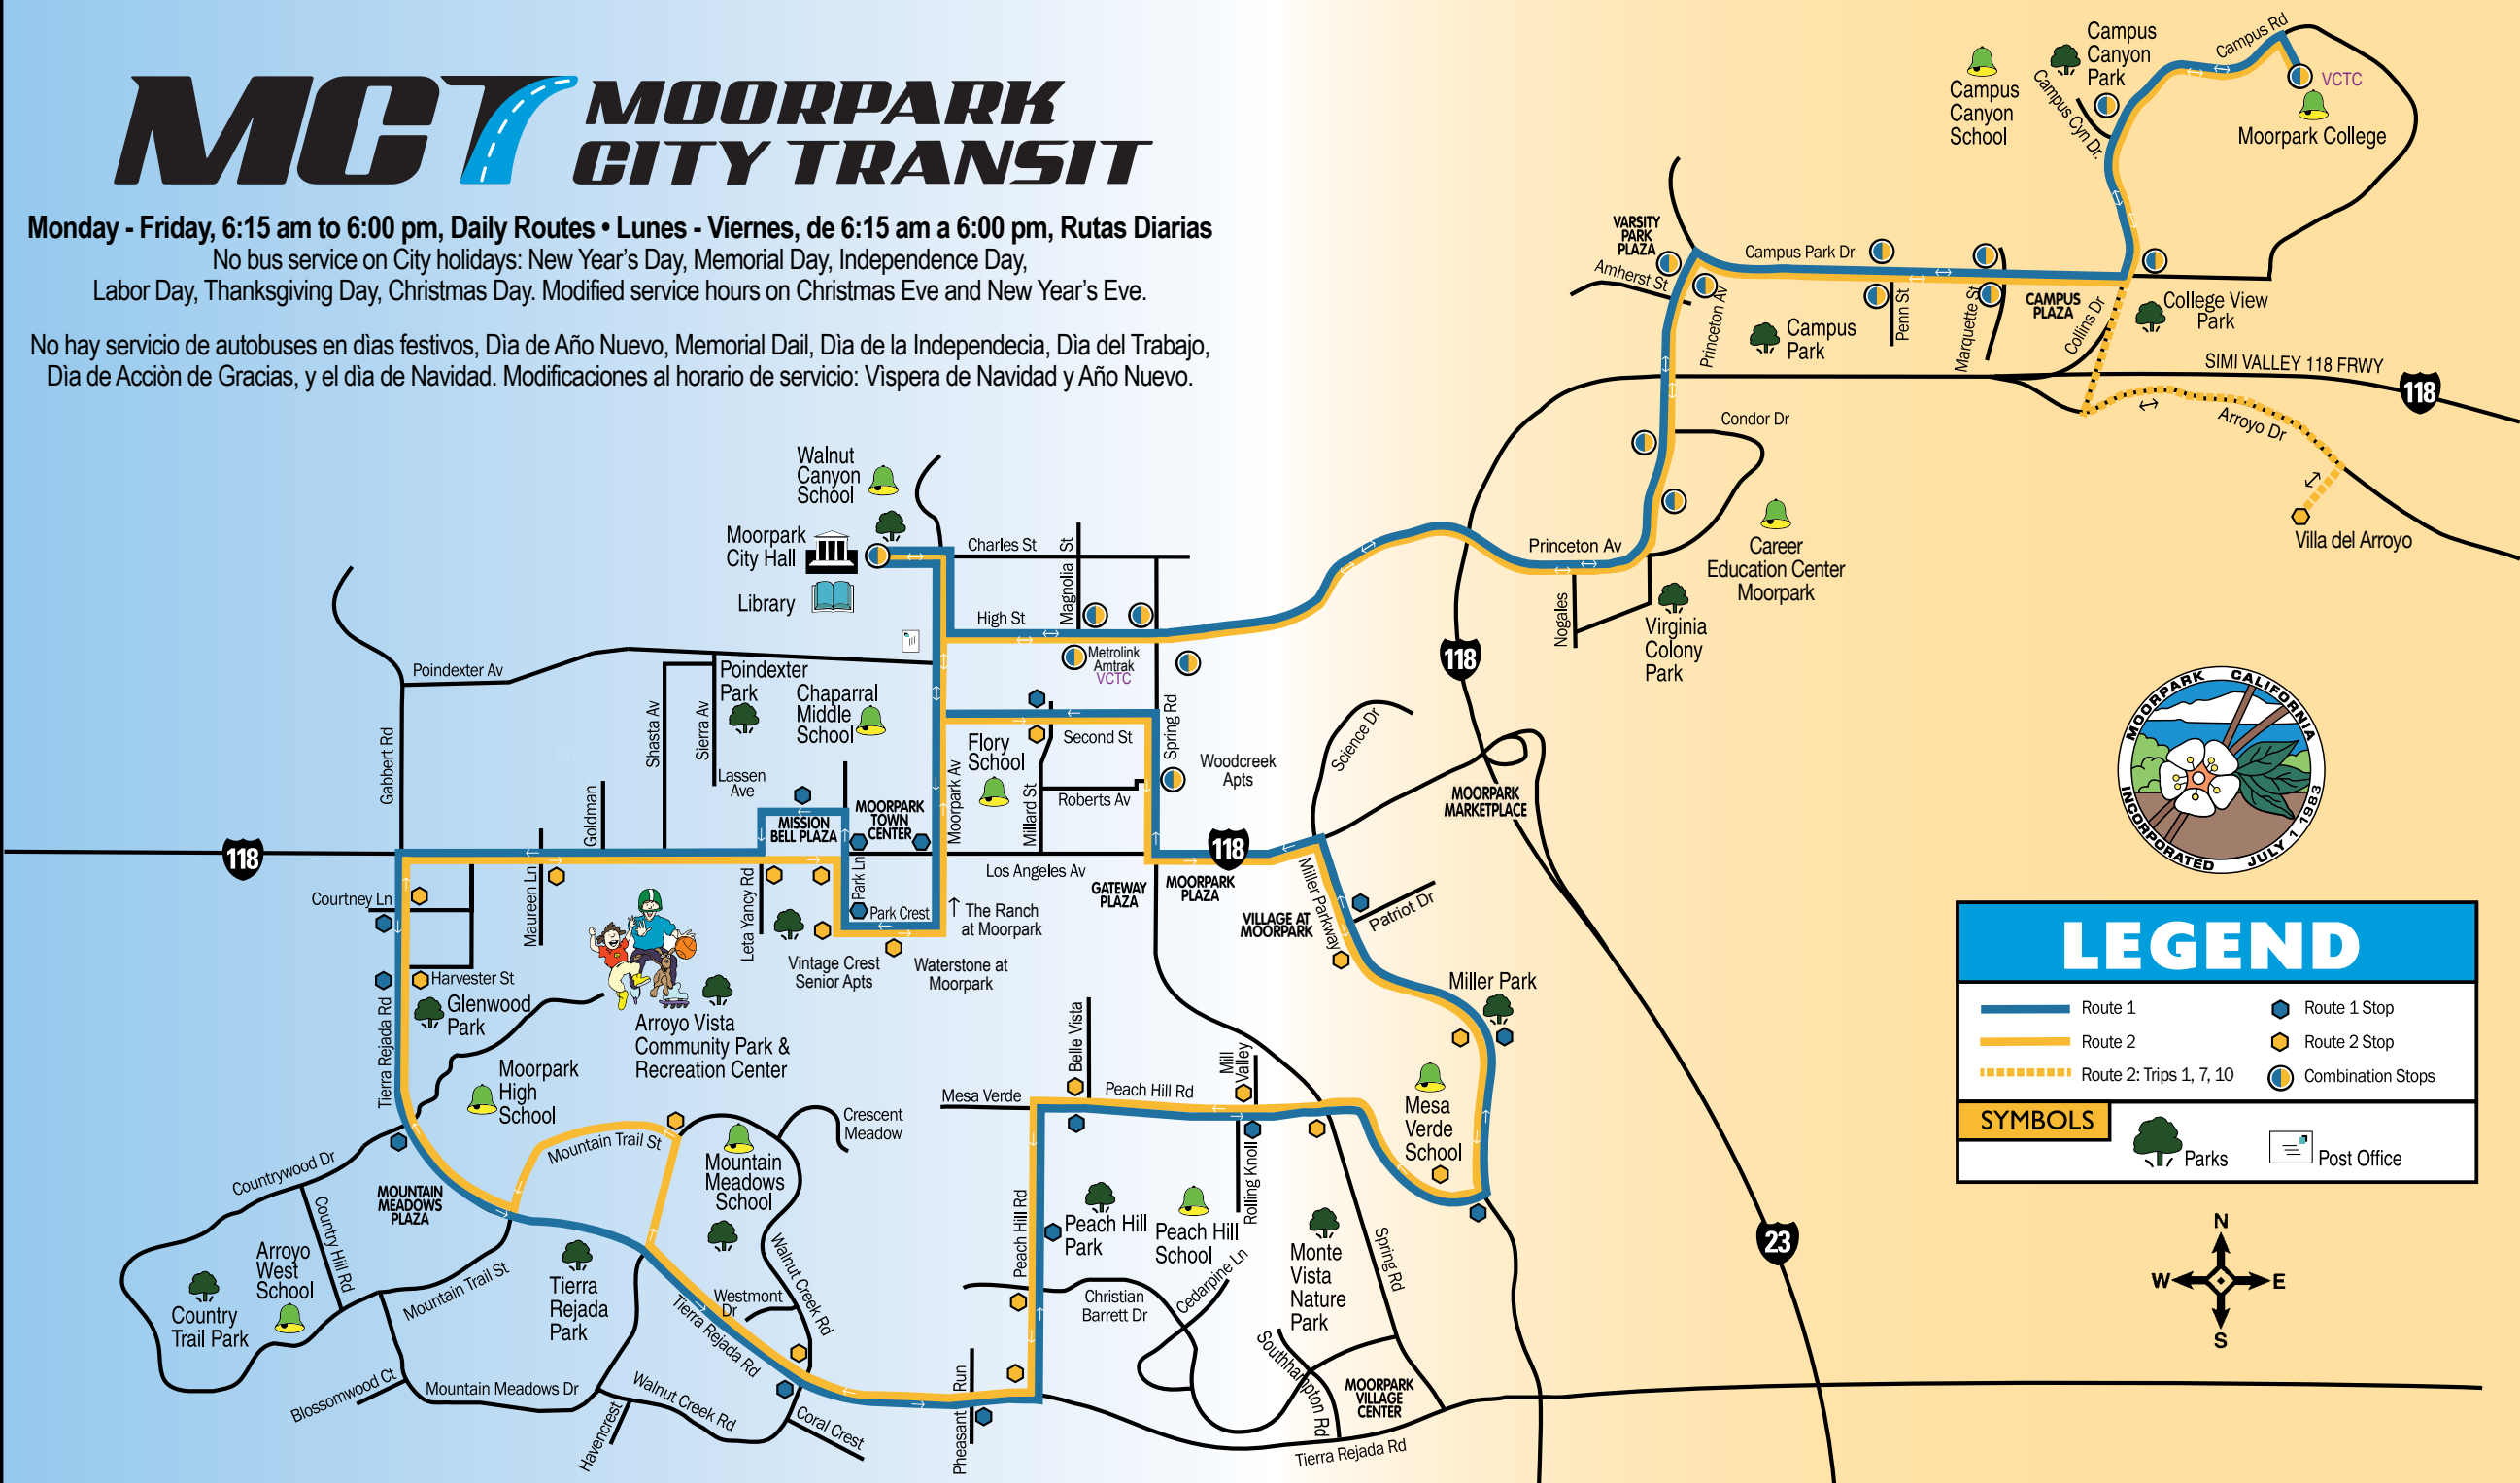 MCT MOORPARK
CITY TRANSIT
Monday - Friday, 6:15 am to 6:00 pm, Daily Routes • Lunes - Viernes, de 6:15 am a 6:00 pm, Rutas Diarias
No bus service on City holidays: New Year's Day, Memorial Day, Independence Day,
Labor Day, Thanksgiving Day, Christmas Day. Modified service hours on Christmas Eve and New Year's Eve.
No hay servicio de autobuses en dìas festivos, Dìa de Año Nuevo, Memorial Dail, Dìa de la Independecia, Dìa del Trabajo,
Dìa de Acciòn de Gracias, y el dìa de Navidad. Modificaciones al horario de servicio: Vìspera de Navidad y Año Nuevo.
Campus
Canyon
School
Campus
Canyon
Park
Campus Cyn Dr.
Campus Rd
VCTC
Moorpark College
VARSITY
PARK
PLAZA
Amherst St
Campus Park Dr
Princeton Av
Campus
Park
Penn St
Marquette St
CAMPUS
PLAZA
Collins Dr
College View
Park
SIMI VALLEY 118 FRWY
118
Arroyo Dr
Villa del Arroyo
Condor Dr
Career
Education Center
Moorpark
Princeton Av
Nogales
Virginia
Colony
Park
118
Walnut
Canyon
School
Moorpark
City Hall
Library
Charles St
Magnolia St
High St
Metrolink
Amtrak
VCTC
Poindexter Av
Poindexter
Park
Chaparral
Middle
School
Gabbert Rd
Shasta Av
Sierra Av
Lassen
Ave
Goldman
Flory
School
Second St
Spring Rd
Woodcreek
Apts
Roberts Av
Millard St
Moorpark Av
MOORPARK
TOWN
CENTER
MISSION
BELL PLAZA
Science Dr
MOORPARK
MARKETPLACE
118
118
Los Angeles Av
GATEWAY
PLAZA
MOORPARK
PLAZA
Courtney Ln
Maureen Ln
Leta Yancy Rd
Park Ln
Park Crest
The Ranch
at Moorpark
Vintage Crest
Senior Apts
Waterstone at
Moorpark
VILLAGE AT
MOORPARK
Miller Parkway
Patriot Dr
Miller Park
Harvester St
Glenwood
Park
Tierra Rejada Rd
Arroyo Vista
Community Park &
Recreation Center
Moorpark
High
School
Belle Vista
Mill
Valley
Mesa Verde
Peach Hill Rd
Mesa
Verde
School
Crescent
Meadow
Mountain Trail St
Mountain
Meadows
School
Countrywood Dr
MOUNTAIN
MEADOWS
PLAZA
Country Hill Rd
Arroyo
West
School
Country
Trail Park
Mountain Trail St
Tierra
Rejada
Park
Westmont
Dr
Walnut Creek Rd
Tierra Rejada Rd
Peach Hill Rd
Peach Hill
Park
Peach Hill
School
Rolling Knoll
Monte
Vista
Nature
Park
Spring Rd
Christian
Barrett Dr
Cedarpine Ln
Southhampton Rd
MOORPARK
VILLAGE
CENTER
Blossomwood Ct
Mountain Meadows Dr
Havencrest
Walnut Creek Rd
Coral Crest
Pheasant Run
Tierra Rejada Rd
23
MOORPARK CALIFORNIA
INCORPORATED JULY 1 1983
LEGEND
Route 1
Route 1 Stop
Route 2
Route 2 Stop
Route 2: Trips 1, 7, 10
Combination Stops
SYMBOLS
Parks
Post Office
N
W
E
S